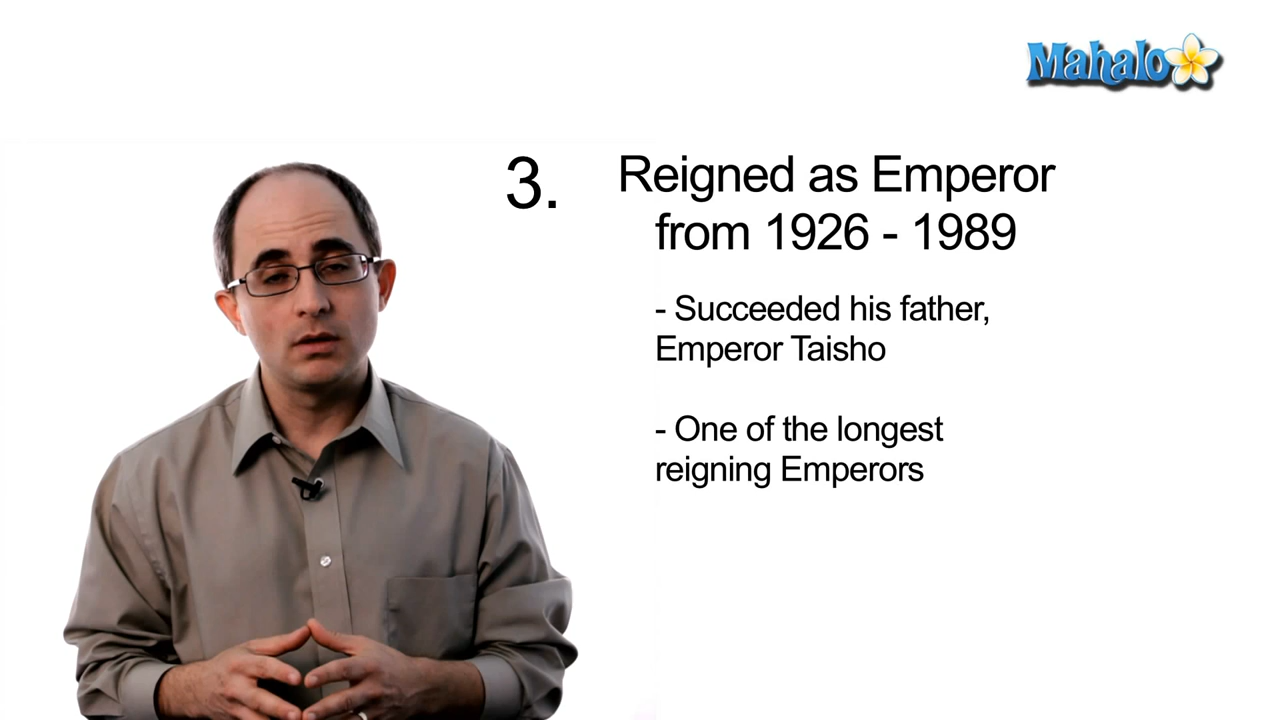 Mahalo
3. Reigned as Emperor
from 1926 - 1989
- Succeeded his father,
Emperor Taisho
- One of the longest
reigning Emperors